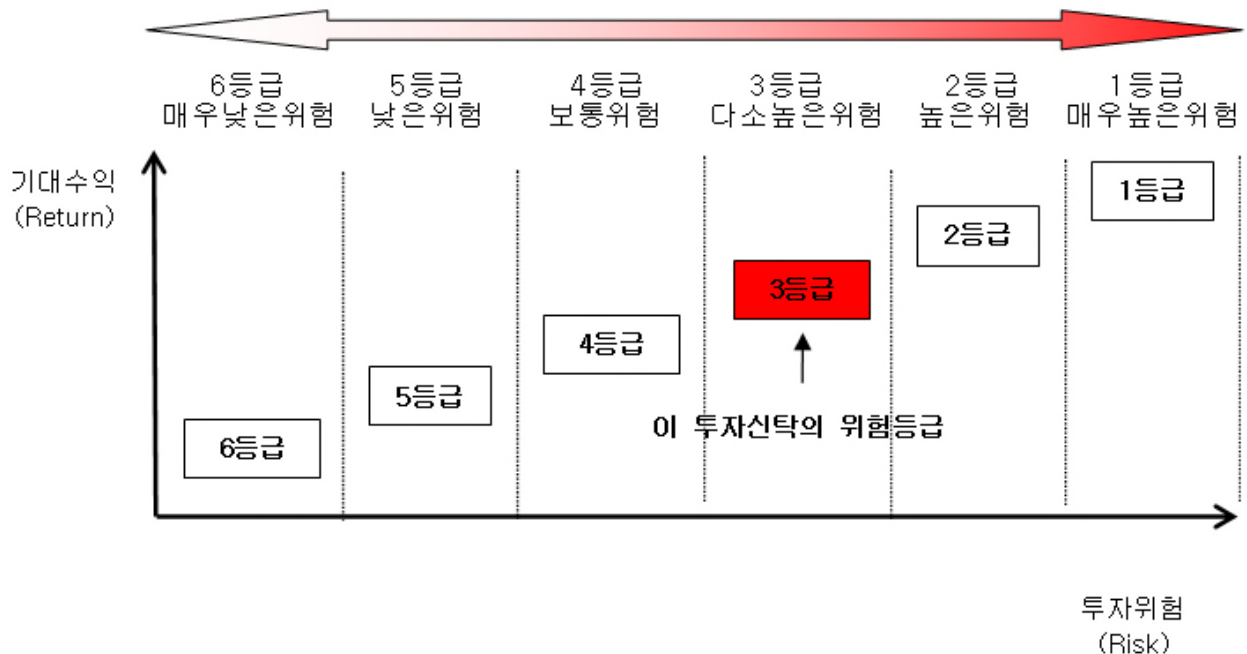 6등급 5등급 4등급 3등급 2등급 1등급
매우낮은위험 낮은위험 보통위험 다소높은위험 높은위험 매우높은위험
기대수익
(Return)
1등급
2등급
3등급
4등급
5등급
이 투자신탁의 위험등급
6등급
투자위험
(Risk)